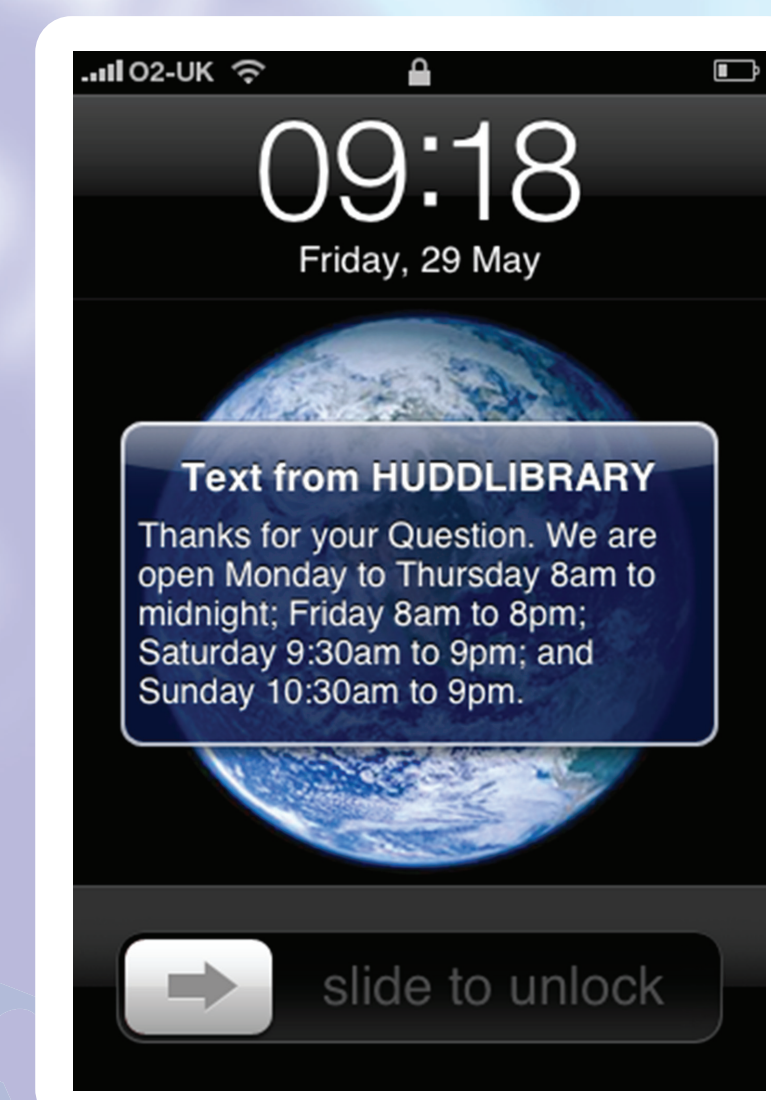 O2-UK
09:18
Friday, 29 May
Text from HUDDLIBRARY
Thanks for your Question. We are
open Monday to Thursday 8am to
midnight; Friday 8am to 8pm;
Saturday 9:30am to 9pm; and
Sunday 10:30am to 9pm.
slide to unlock